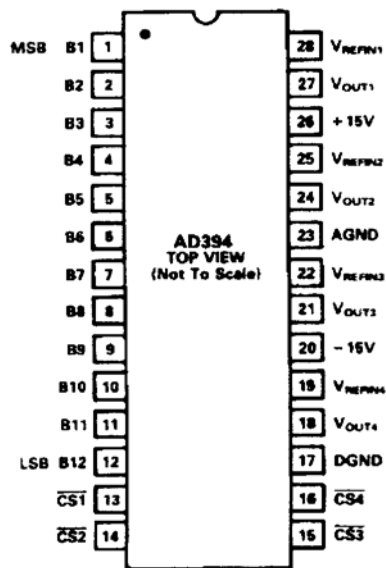 MSB B1 1 28 VREFIN1
B2 2 27 VOUT1
B3 3 26 +15V
B4 4 25 VREFIN2
B5 5 24 VOUT2
B6 6 23 AGND
AD394
TOP VIEW
(Not To Scale)
B7 7 22 VREFIN3
B8 8 21 VOUT3
B9 9 20 –15V
B10 10 19 VREFIN4
B11 11 18 VOUT4
LSB B12 12 17 DGND
CS1 13 16 CS4
CS2 14 15 CS3